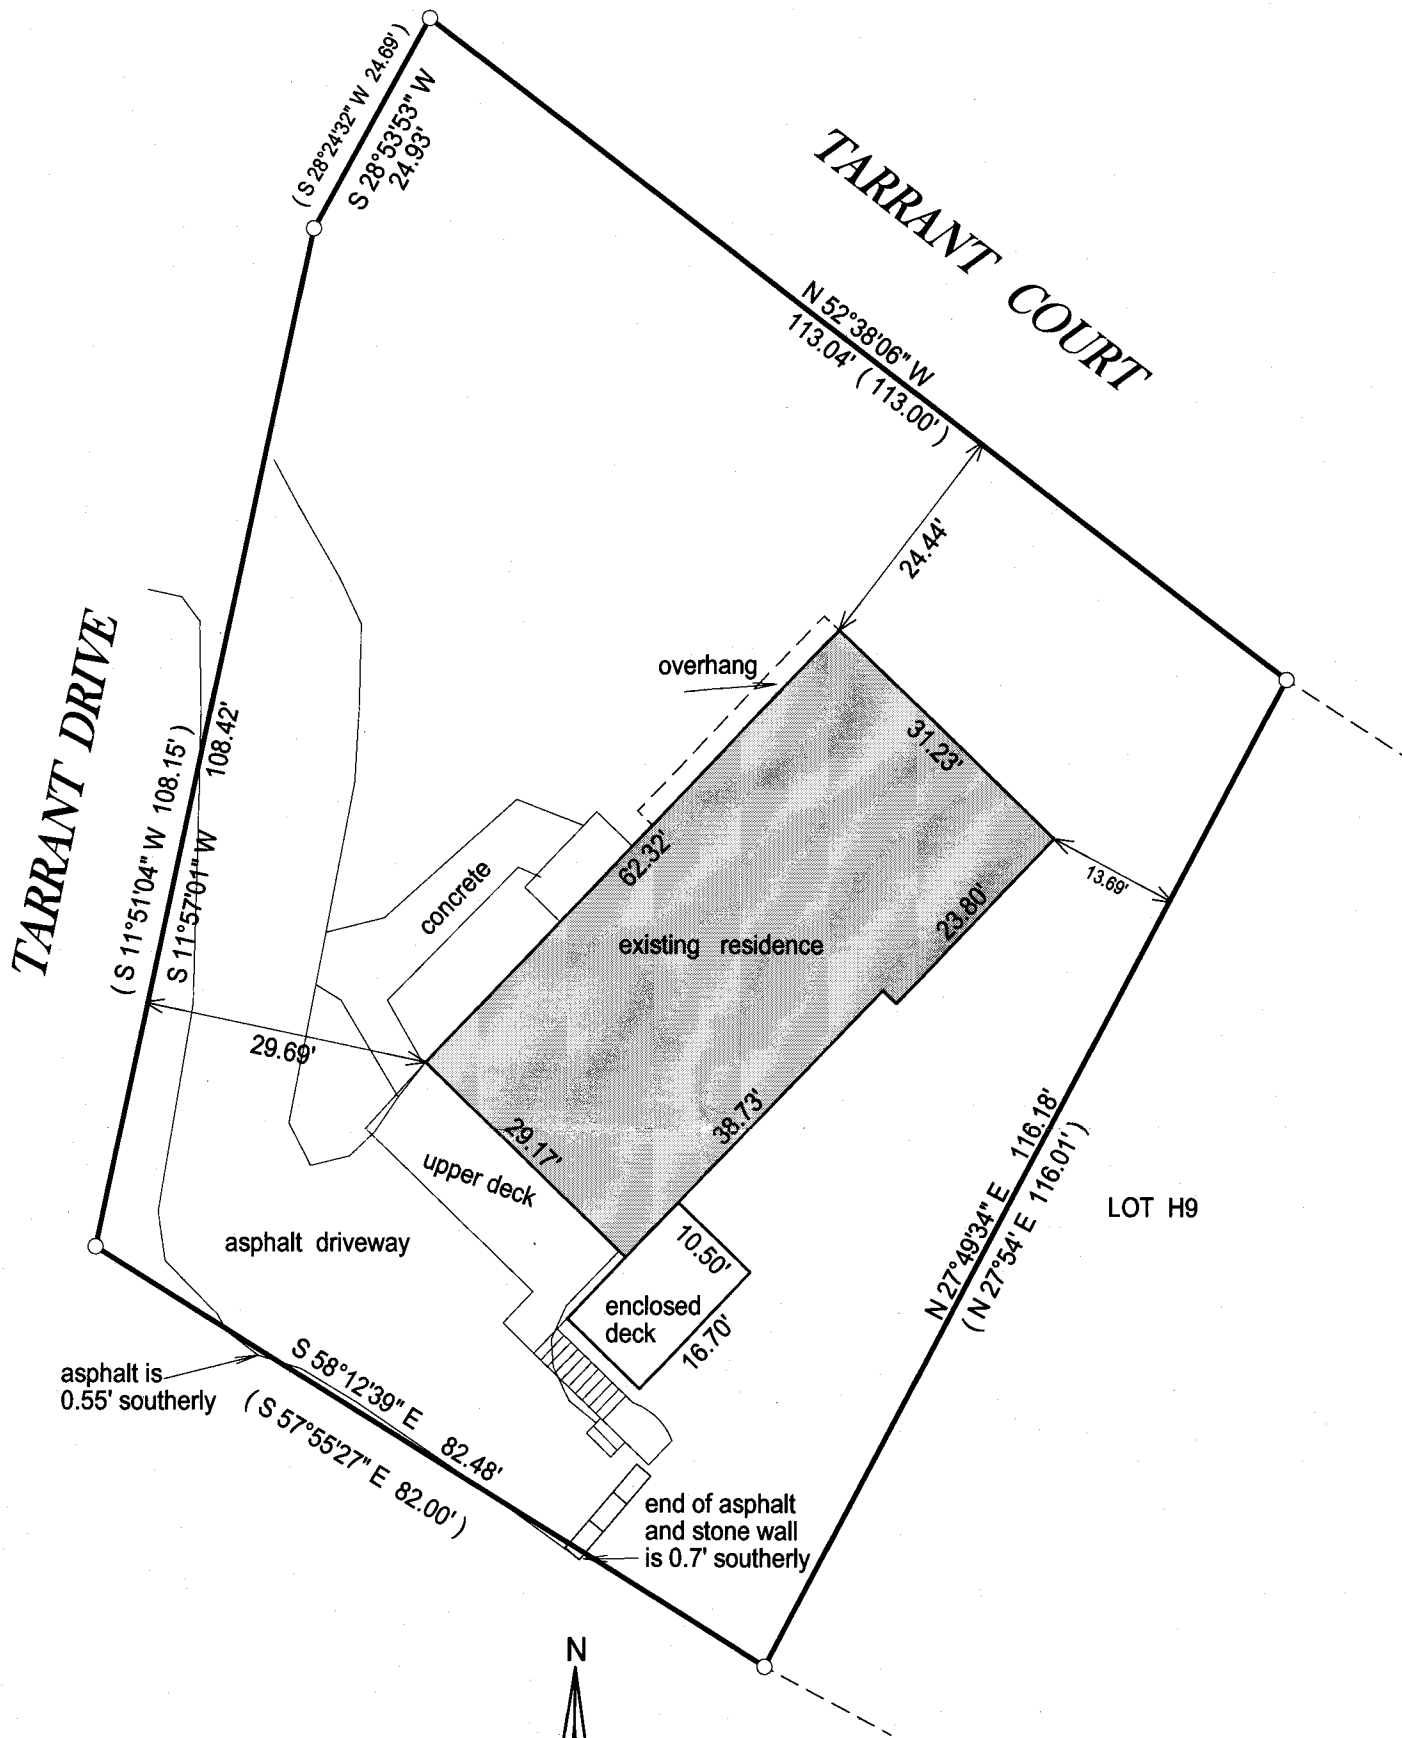 ( S 28°24'32" W 24.69' )
S 28°53'53" W
24.93'
TARRANT COURT
N 52°38'06" W
113.04' ( 113.00' )
24.44'
TARRANT DRIVE
overhang
31.23'
( S 11°51'04" W 108.15' )
S 11°57'01" W 108.42'
62.32'
concrete
13.69'
23.80'
existing residence
29.69'
38.73'
29.17'
upper deck
N 27°49'34" E 116.18'
( N 27°54' E 116.01' )
LOT H9
asphalt driveway
10.50'
enclosed
deck
16.70'
asphalt is
0.55' southerly
S 58°12'39" E 82.48'
( S 57°55'27" E 82.00' )
end of asphalt
and stone wall
is 0.7' southerly
N